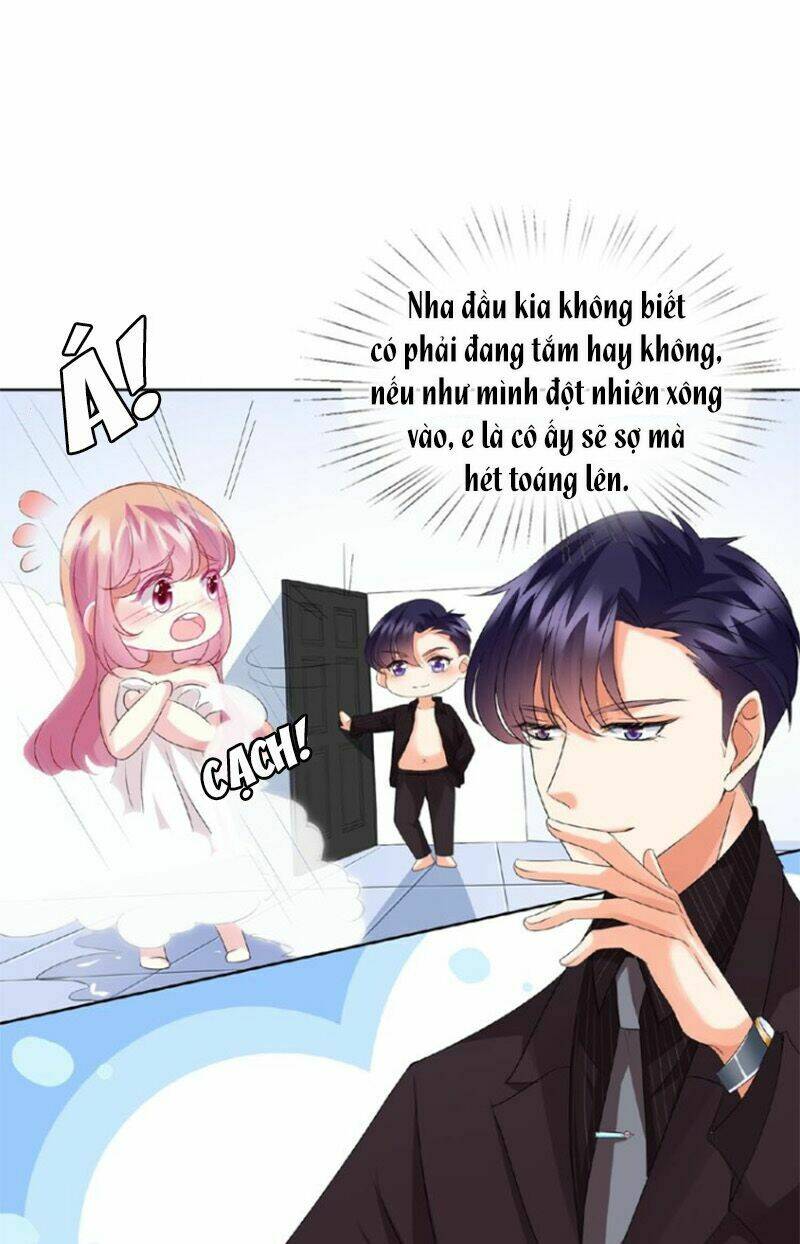 Á!
Nha đầu kia không biết
có phải đang tắm hay không,
nếu như mình đột nhiên xông
vào, e là cô ấy sẽ sợ mà
hét toáng lên.
CẠCH!